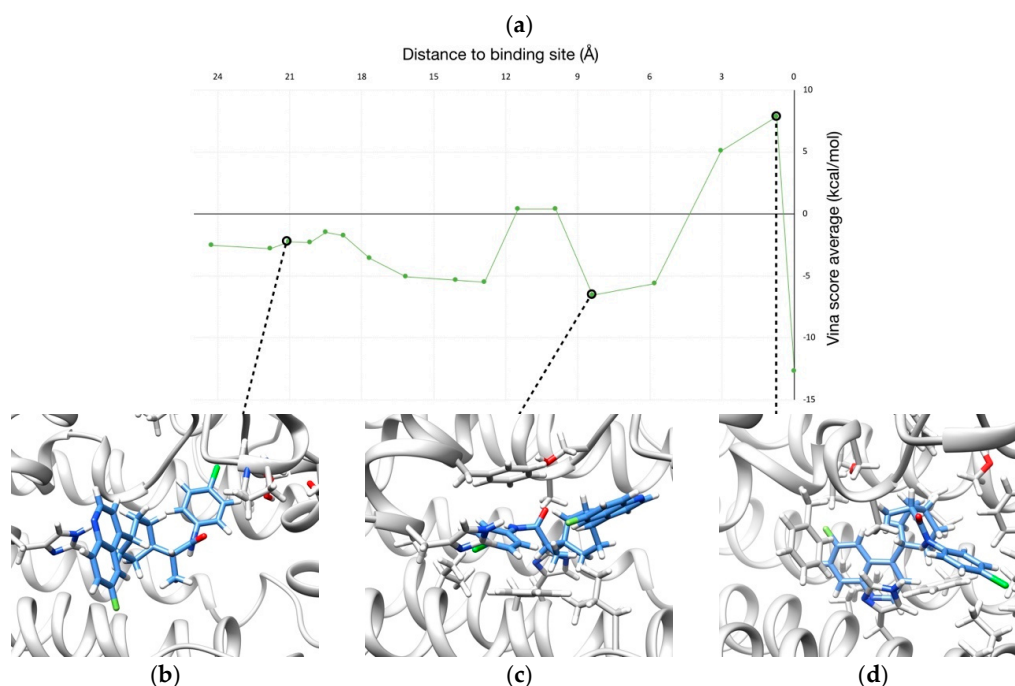 (a)
Distance to binding site (Å)
24 21 18 15 12 9 6 3 0
10
5
0
-5
-10
-15
Vina score average (kcal/mol)
(b) (c) (d)